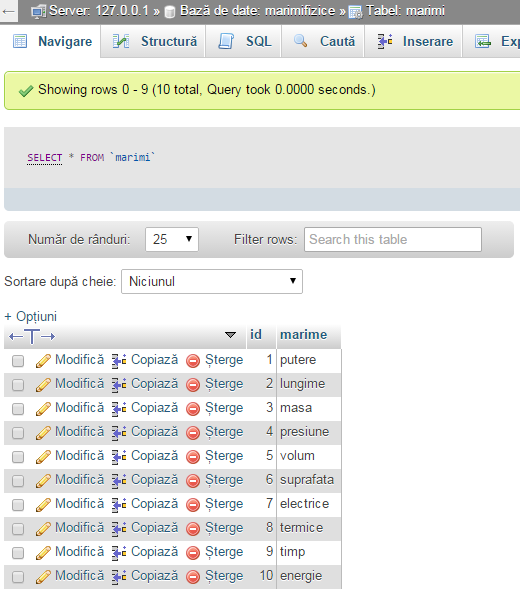 Server: 127.0.0.1 » Bază de date: marimifizice » Tabel: marimi
Navigare Structură SQL Caută Inserare Exp
Showing rows 0 - 9 (10 total, Query took 0.0000 seconds.)
SELECT * FROM `marimi`
Număr de rânduri: 25 Filter rows: Search this table
Sortare după cheie: Niciunul
+ Opțiuni
id marime
Modifică Copiază Șterge 1 putere
Modifică Copiază Șterge 2 lungime
Modifică Copiază Șterge 3 masa
Modifică Copiază Șterge 4 presiune
Modifică Copiază Șterge 5 volum
Modifică Copiază Șterge 6 suprafata
Modifică Copiază Șterge 7 electrice
Modifică Copiază Șterge 8 termice
Modifică Copiază Șterge 9 timp
Modifică Copiază Șterge 10 energie